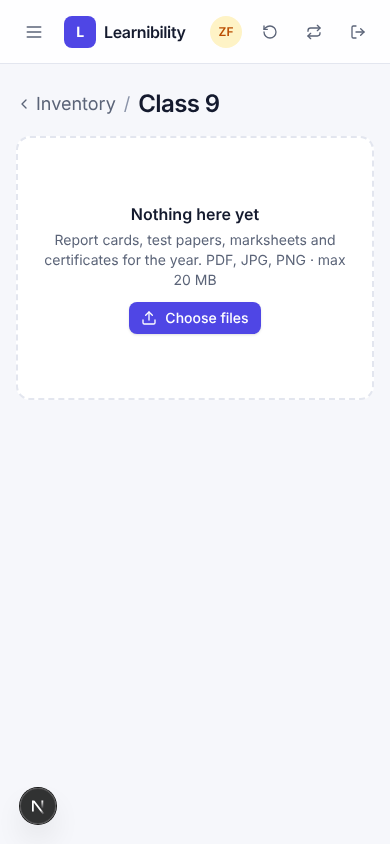 L Learnibility ZF
Inventory / Class 9
Nothing here yet
Report cards, test papers, marksheets and
certificates for the year. PDF, JPG, PNG · max
20 MB
Choose files
N